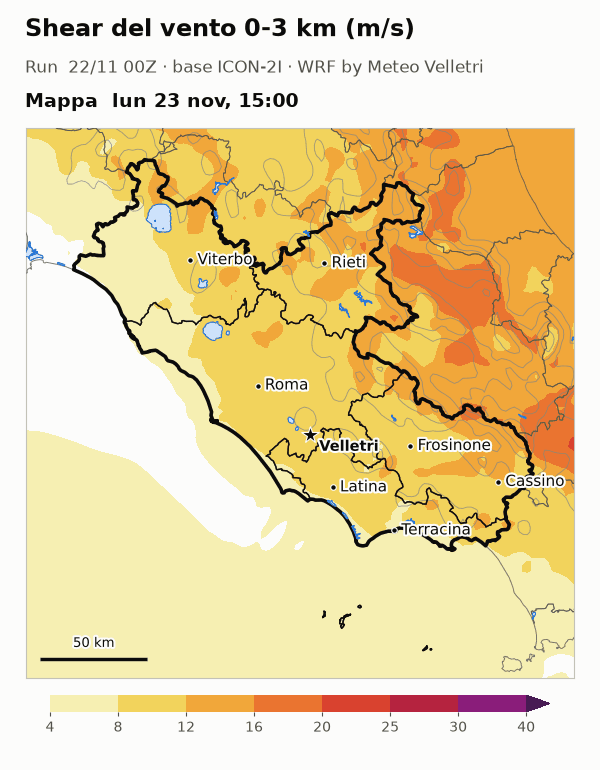 Shear del vento 0-3 km (m/s)
Run  22/11 00Z · base ICON-2I · WRF by Meteo Velletri
Mappa  lun 23 nov, 15:00
Viterbo
Rieti
Roma
Velletri
Frosinone
Latina
Cassino
Terracina
50 km
4 8 12 16 20 25 30 40